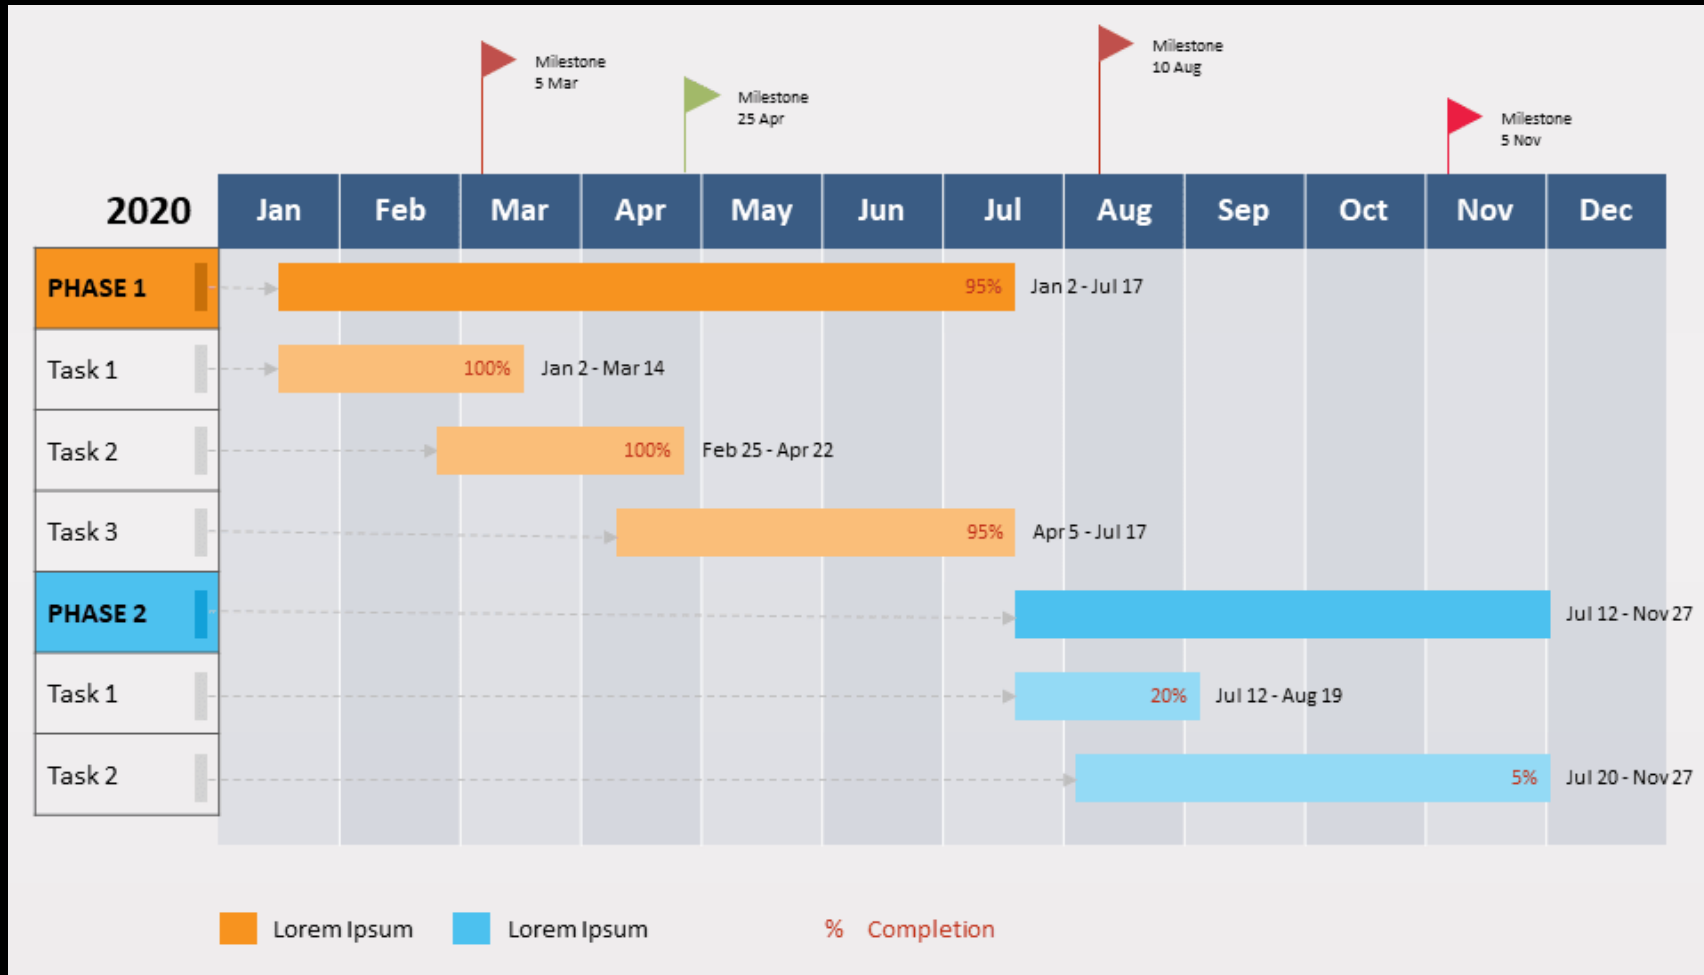 Milestone
5 Mar
Milestone
25 Apr
Milestone
10 Aug
Milestone
5 Nov
2020 Jan Feb Mar Apr May Jun Jul Aug Sep Oct Nov Dec
PHASE 1 95% Jan 2 - Jul 17
Task 1 100% Jan 2 - Mar 14
Task 2 100% Feb 25 - Apr 22
Task 3 95% Apr 5 - Jul 17
PHASE 2 Jul 12 - Nov 27
Task 1 20% Jul 12 - Aug 19
Task 2 5% Jul 20 - Nov 27
Lorem Ipsum Lorem Ipsum % Completion